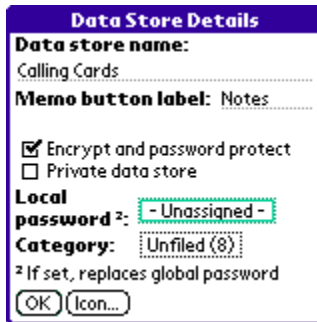 Data Store Details
Data store name:
Calling Cards
Memo button label: Notes
Encrypt and password protect
Private data store
Local
password ²: - Unassigned -
Category: Unfiled (8)
² If set, replaces global password
OK Icon...